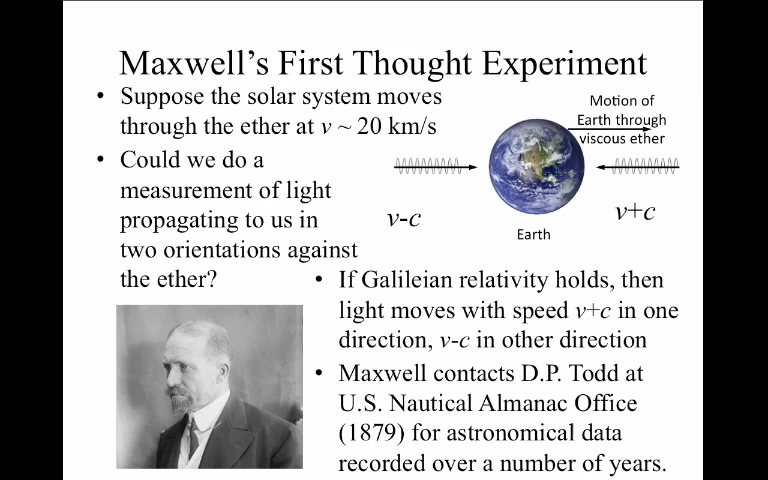 Maxwell's First Thought Experiment
• Suppose the solar system moves
through the ether at v ~ 20 km/s
• Could we do a
measurement of light
propagating to us in
two orientations against
the ether?
Motion of
Earth through
viscous ether
v-c
v+c
Earth
• If Galileian relativity holds, then
light moves with speed v+c in one
direction, v-c in other direction
• Maxwell contacts D.P. Todd at
U.S. Nautical Almanac Office
(1879) for astronomical data
recorded over a number of years.